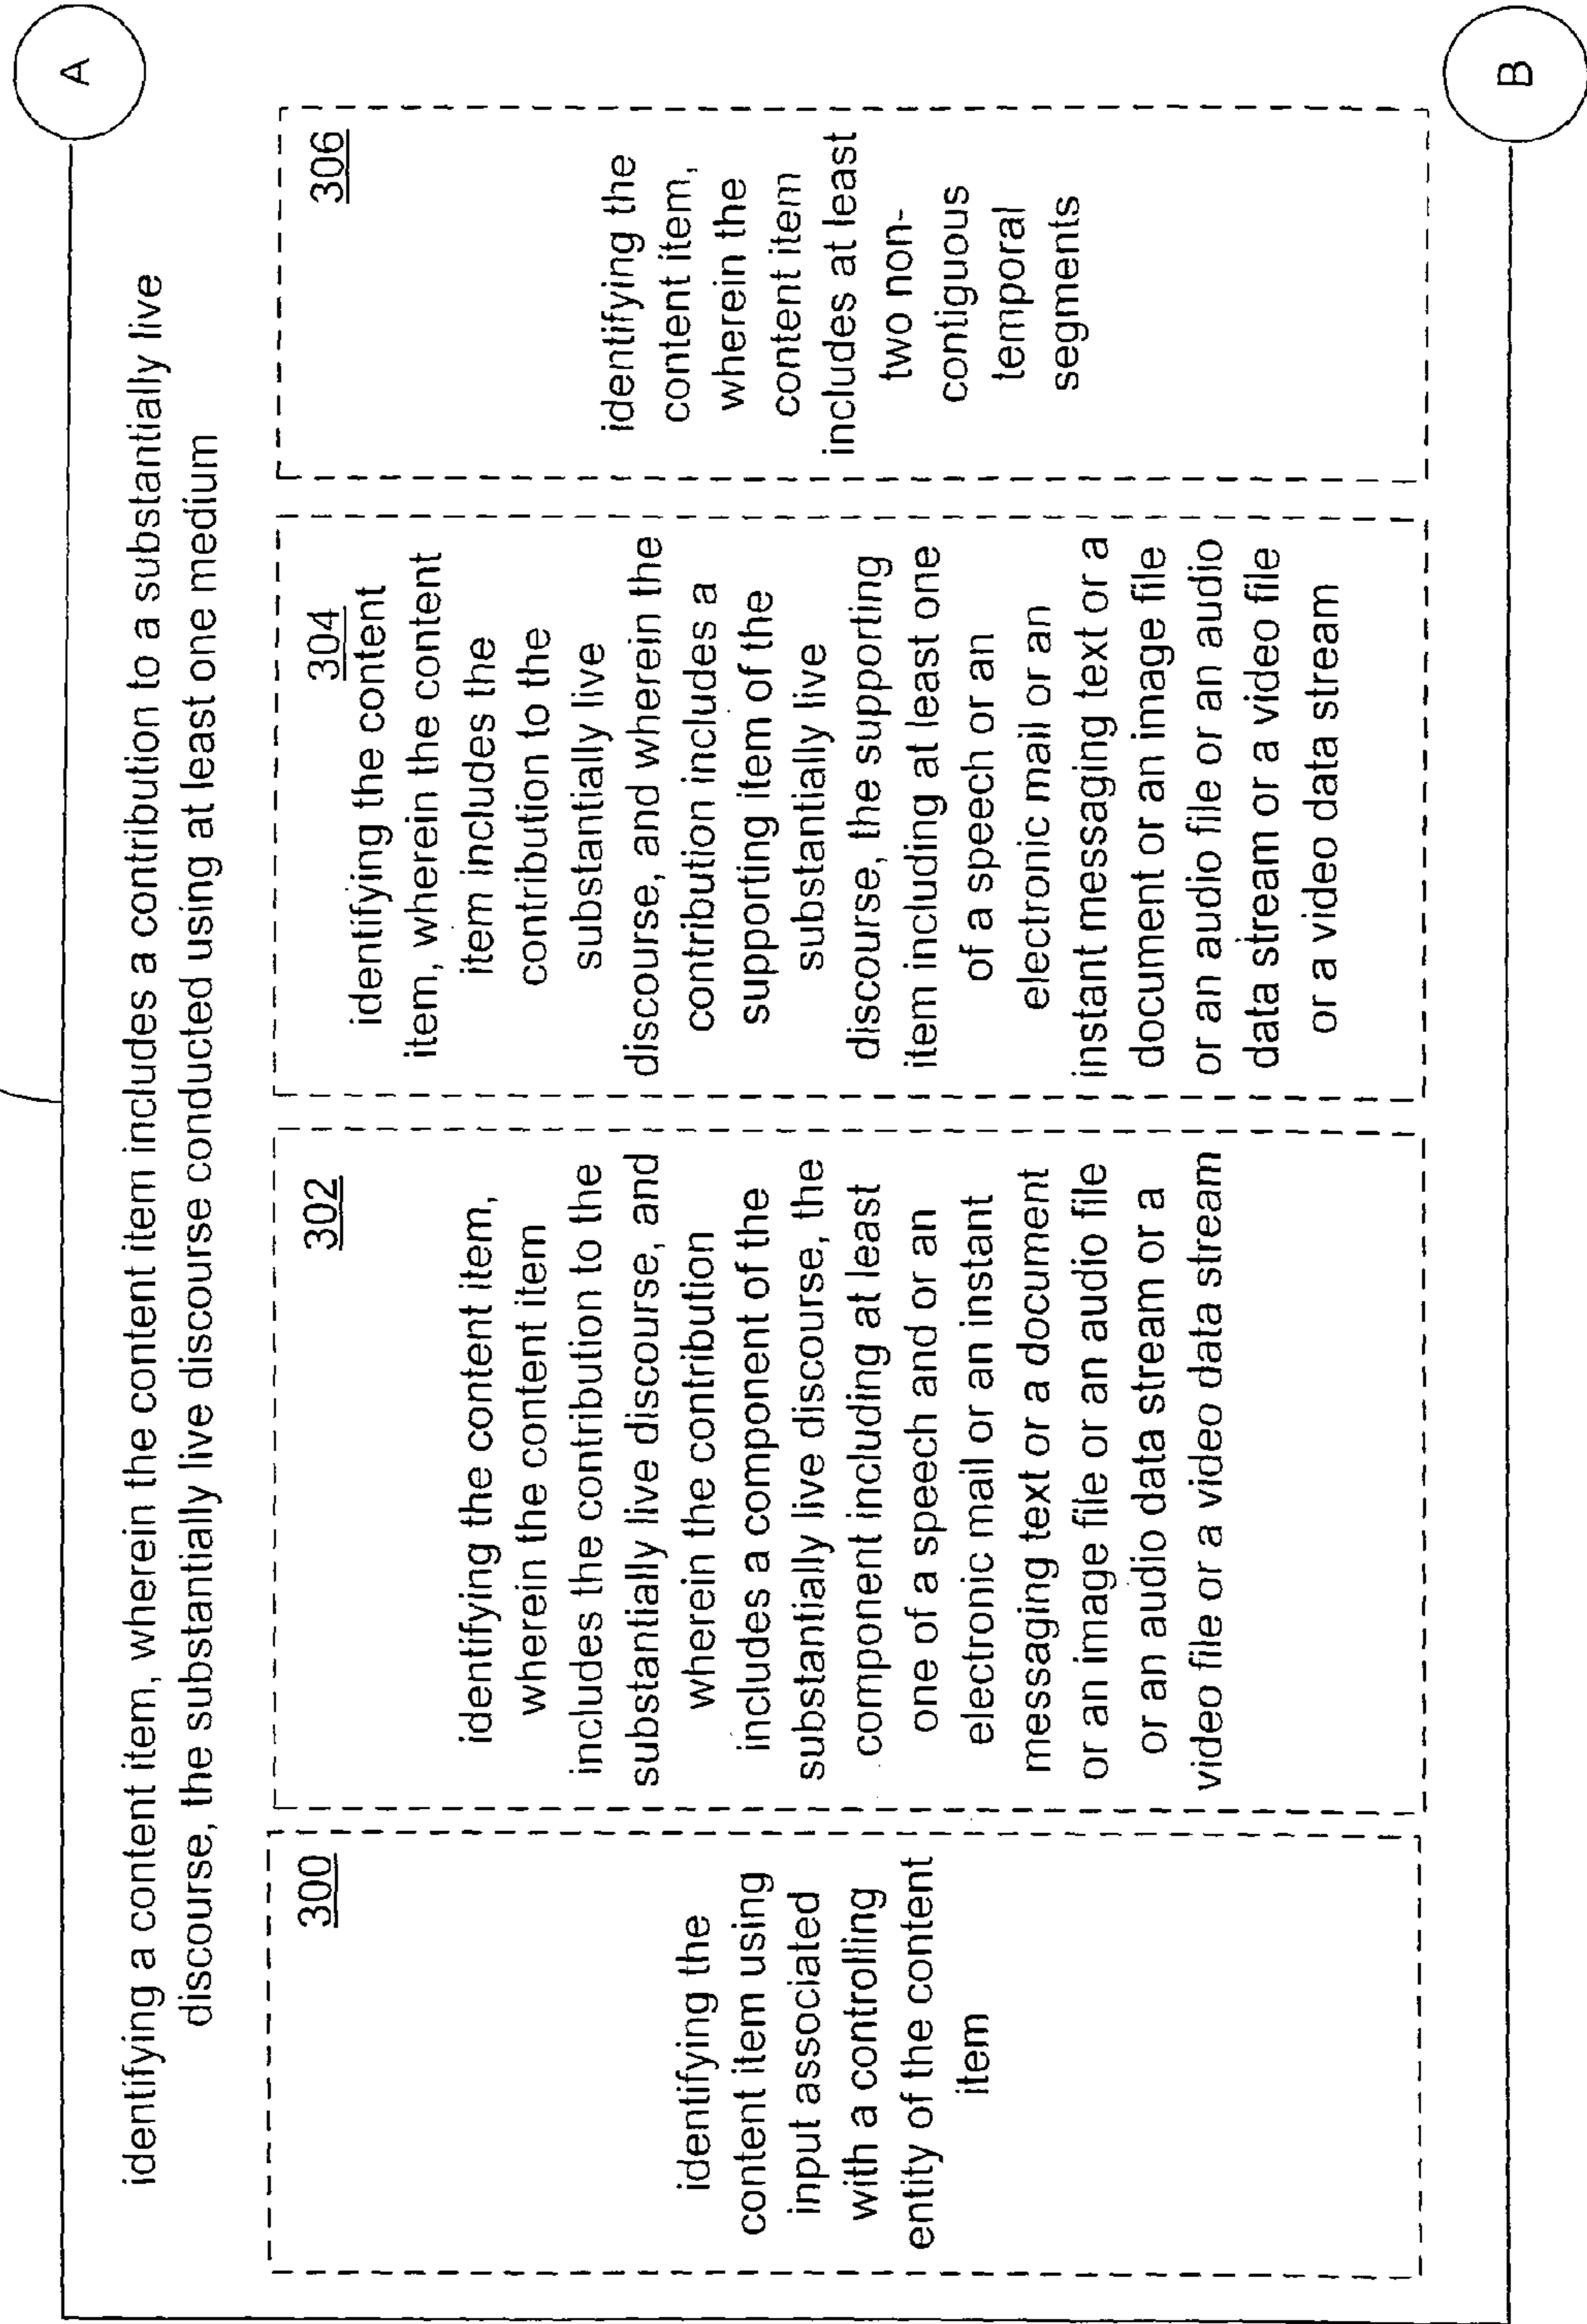 identifying a content item, wherein the content item includes a contribution to a substantially live
discourse, the substantially live discourse conducted using at least one medium
300
identifying the
content item using
input associated
with a controlling
entity of the content
item
302
identifying the content item,
wherein the content item
includes the contribution to the
substantially live discourse, and
wherein the contribution
includes a component of the
substantially live discourse, the
component including at least
one of a speech and or an
electronic mail or an instant
messaging text or a document
or an image file or an audio file
or an audio data stream or a
video file or a video data stream
304
identifying the content
item, wherein the content
item includes the
contribution to the
substantially live
discourse, and wherein the
contribution includes a
supporting item of the
substantially live
discourse, the supporting
item including at least one
of a speech or an
electronic mail or an
instant messaging text or a
document or an image file
or an audio file or an audio
data stream or a video file
or a video data stream
306
identifying the
content item,
wherein the
content item
includes at least
two non-
contiguous
temporal
segments
A
B